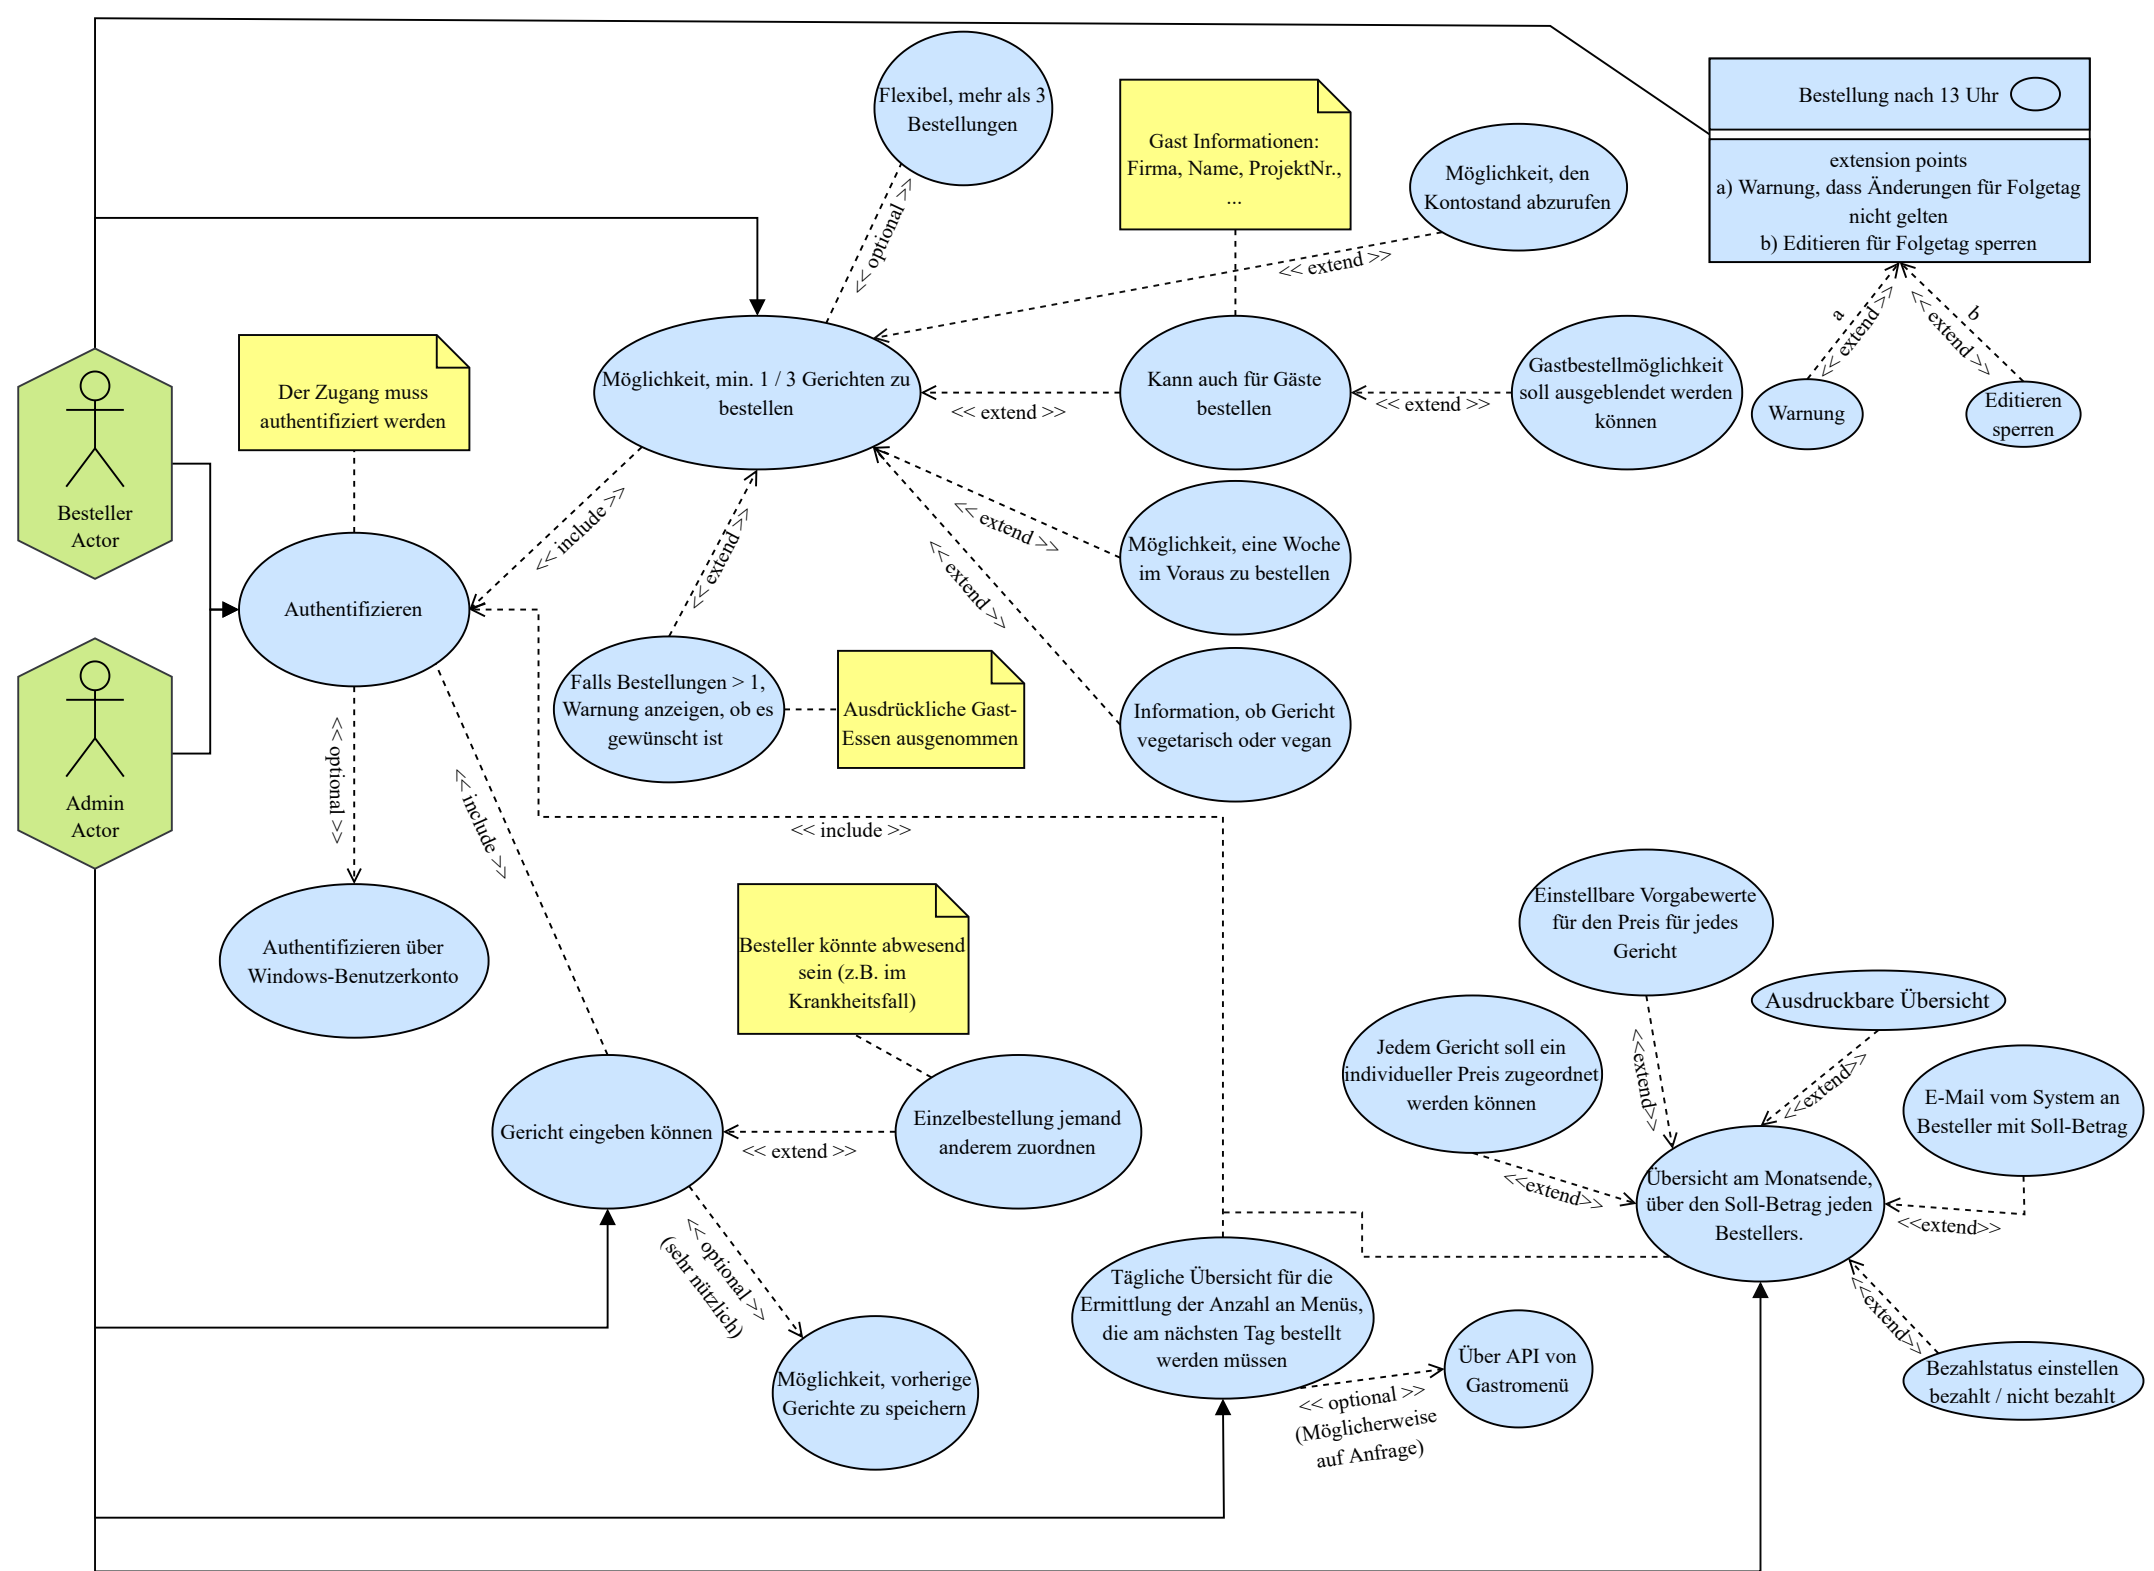 Flexibel, mehr als 3
Bestellungen
<< optional >>
Gast Informationen:
Firma, Name, ProjektNr.,
...
Möglichkeit, den
Kontostand abzurufen
<< extend >>
Bestellung nach 13 Uhr
extension points
a) Warnung, dass Änderungen für Folgetag
nicht gelten
b) Editieren für Folgetag sperren
a
<< extend >>
b
<< extend >>
Warnung
Editieren
sperren
Der Zugang muss
authentifiziert werden
Möglichkeit, min. 1 / 3 Gerichten zu
bestellen
<< extend >>
Kann auch für Gäste
bestellen
<< extend >>
Gastbestellmöglichkeit
soll ausgeblendet werden
können
Besteller
Actor
<< include >>
<< extend >>
<< extend >>
<< extend >>
Möglichkeit, eine Woche
im Voraus zu bestellen
Authentifizieren
Falls Bestellungen > 1,
Warnung anzeigen, ob es
gewünscht ist
Ausdrückliche Gast-
Essen ausgenommen
Information, ob Gericht
vegetarisch oder vegan
Admin
Actor
<< optional >>
<< include >>
<< include >>
Authentifizieren über
Windows-Benutzerkonto
Besteller könnte abwesend
sein (z.B. im
Krankheitsfall)
Einstellbare Vorgabewerte
für den Preis für jedes
Gericht
Ausdruckbare Übersicht
Jedem Gericht soll ein
individueller Preis zugeordnet
werden können
<<extend>>
<<extend>>
E-Mail vom System an
Besteller mit Soll-Betrag
Gericht eingeben können
<< extend >>
Einzelbestellung jemand
anderem zuordnen
<<extend>>
Übersicht am Monatsende,
über den Soll-Betrag jeden
Bestellers.
<<extend>>
<< optional >>
(sehr nützlich)
Möglichkeit, vorherige
Gerichte zu speichern
Tägliche Übersicht für die
Ermittlung der Anzahl an Menüs,
die am nächsten Tag bestellt
werden müssen
<< optional >>
(Möglicherweise
auf Anfrage)
Über API von
Gastromenü
<<extend>>
Bezahlstatus einstellen
bezahlt / nicht bezahlt